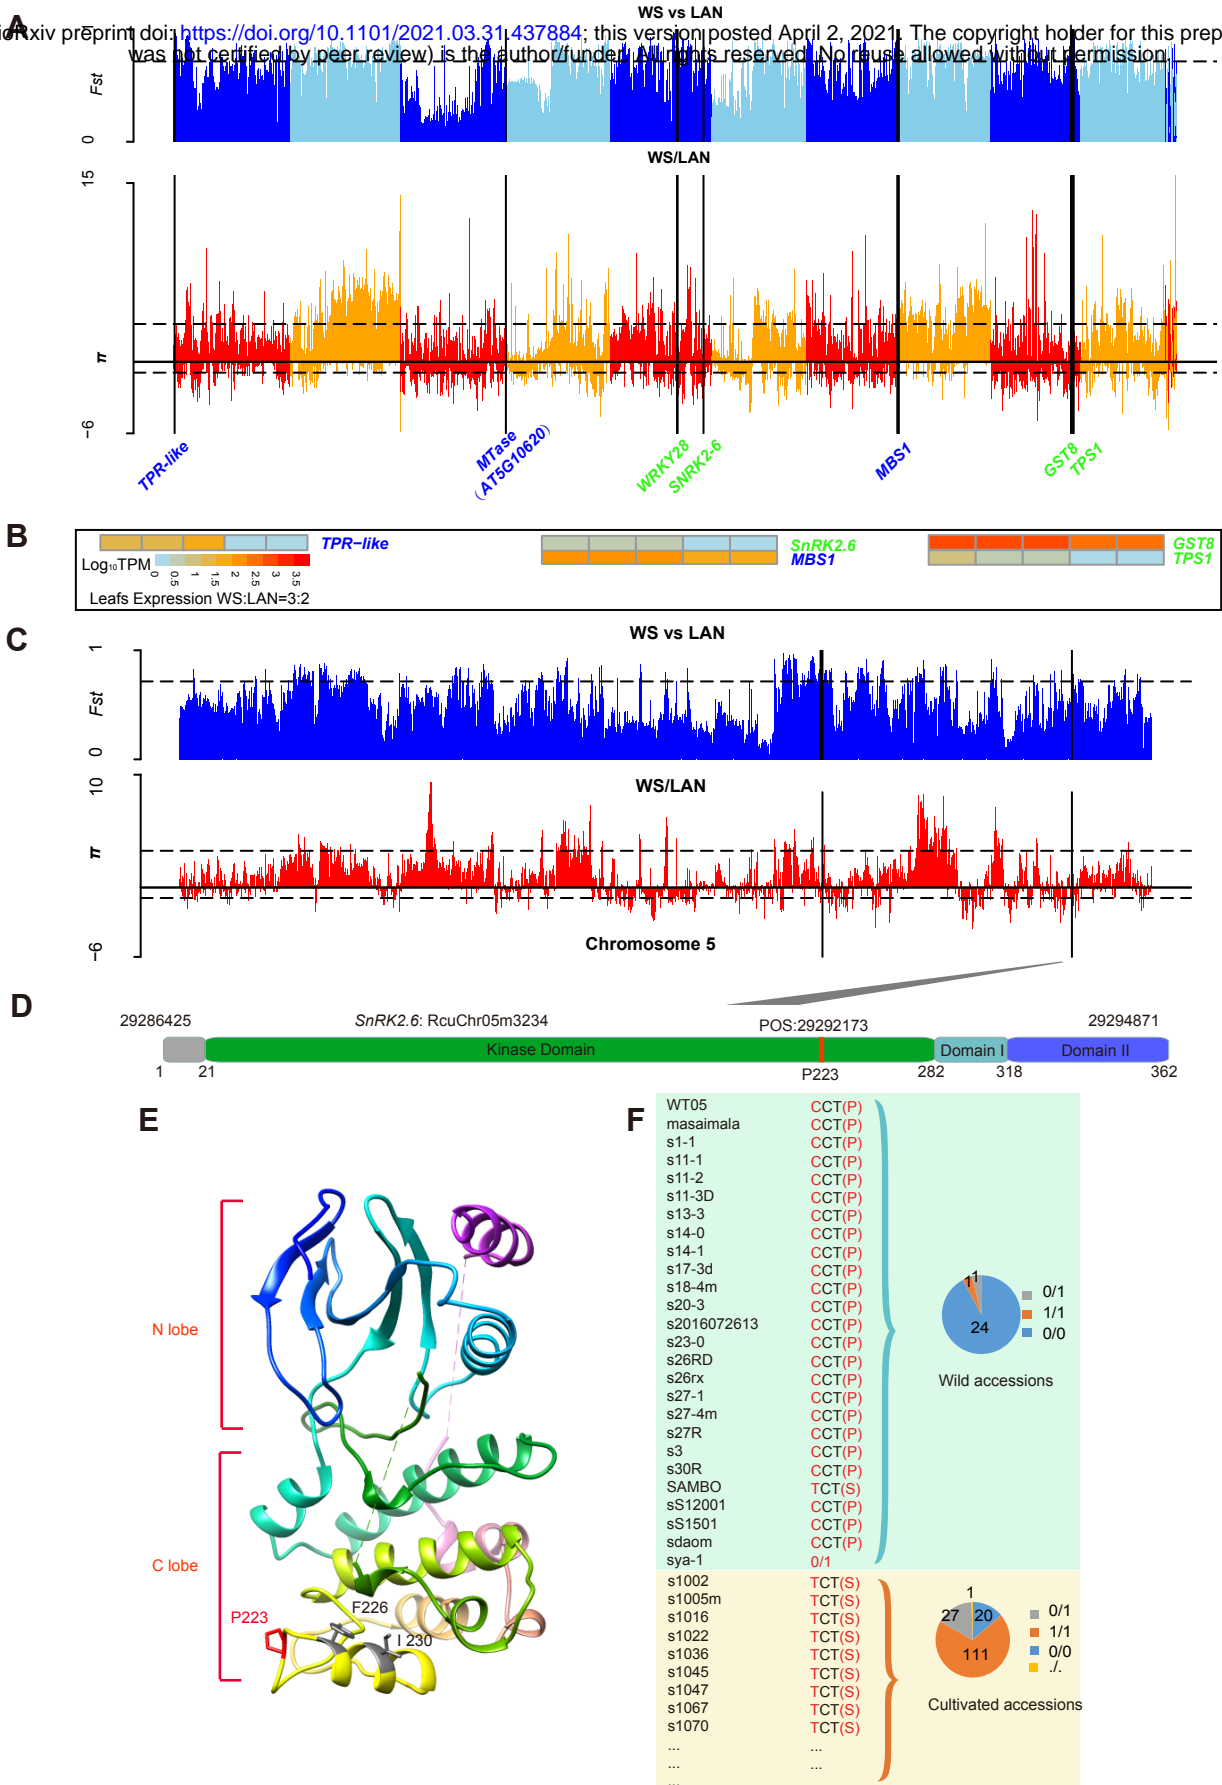 A
WS vs LAN
bioRxiv preprint doi: https://doi.org/10.1101/2021.03.31.437884; this version posted April 2, 2021. The copyright holder for this prep
was not certified by peer review) is the author/funder. All rights reserved. No reuse allowed without permission.
1
Fst
0
WS/LAN
15
π
−6
TPR-like
MTase
(AT5G10620)
WRKY28
SNRK2-6
MBS1
GST8
TPS1
B
TPR−like
SnRK2.6
MBS1
GST8
TPS1
Log₁₀TPM
0 0.5 1 1.5 2 2.5 3 3.5
Leafs Expression WS:LAN=3:2
C
WS vs LAN
1
Fst
0
WS/LAN
10
π
−6
Chromosome 5
D
29286425
SnRK2.6: RcuChr05m3234
POS:29292173
29294871
Kinase Domain
Domain I
Domain II
1
21
P223
282
318
362
E
N lobe
C lobe
P223
F226
I 230
F
WT05 CCT(P)
masaimala CCT(P)
s1-1 CCT(P)
s11-1 CCT(P)
s11-2 CCT(P)
s11-3D CCT(P)
s13-3 CCT(P)
s14-0 CCT(P)
s14-1 CCT(P)
s17-3d CCT(P)
s18-4m CCT(P)
s20-3 CCT(P)
s2016072613 CCT(P)
s23-0 CCT(P)
s26RD CCT(P)
s26rx CCT(P)
s27-1 CCT(P)
s27-4m CCT(P)
s27R CCT(P)
s3 CCT(P)
s30R CCT(P)
SAMBO TCT(S)
sS12001 CCT(P)
sS1501 CCT(P)
sdaom CCT(P)
sya-1 0/1
1
1
24
0/1
1/1
0/0
Wild accessions
s1002 TCT(S)
s1005m TCT(S)
s1016 TCT(S)
s1022 TCT(S)
s1036 TCT(S)
s1045 TCT(S)
s1047 TCT(S)
s1067 TCT(S)
s1070 TCT(S)
... ...
... ...
...
1
27
20
111
0/1
1/1
0/0
./.
Cultivated accessions